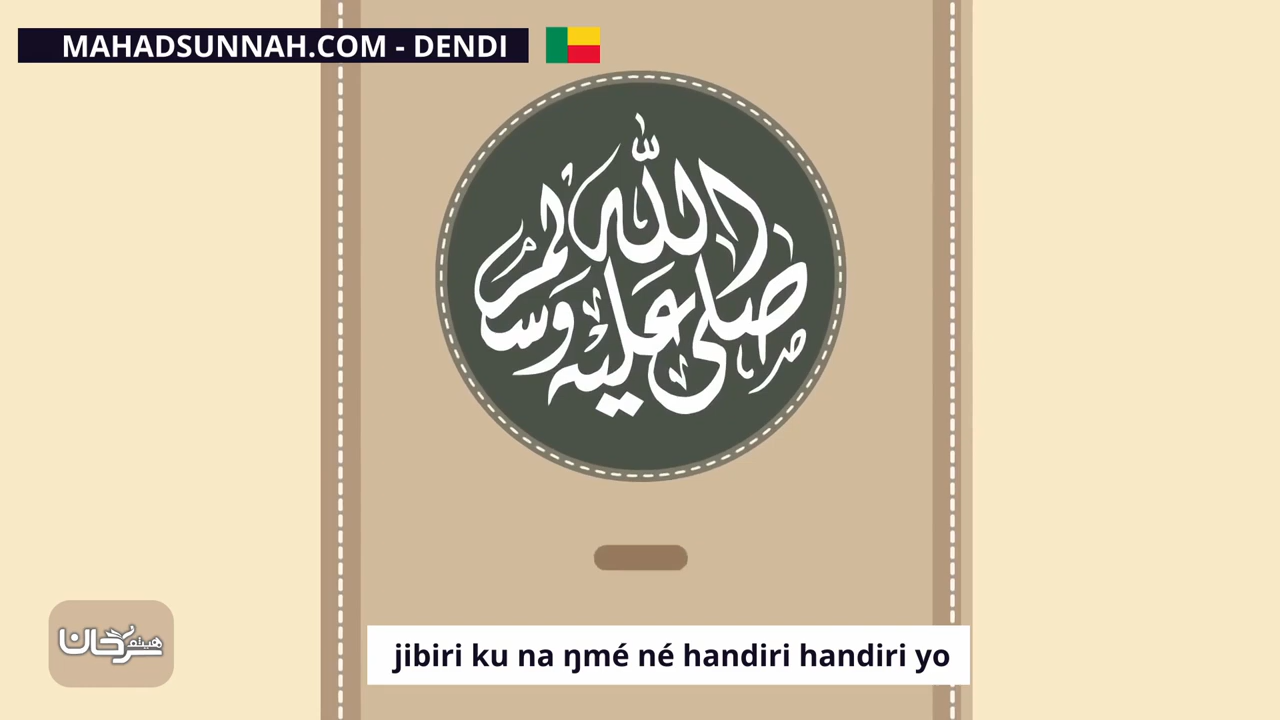 MAHADSUNNAH.COM - DENDI
صلى الله عليه وسلم
هيثم
سرحان
jibiri ku na ŋmé né handiri handiri yo